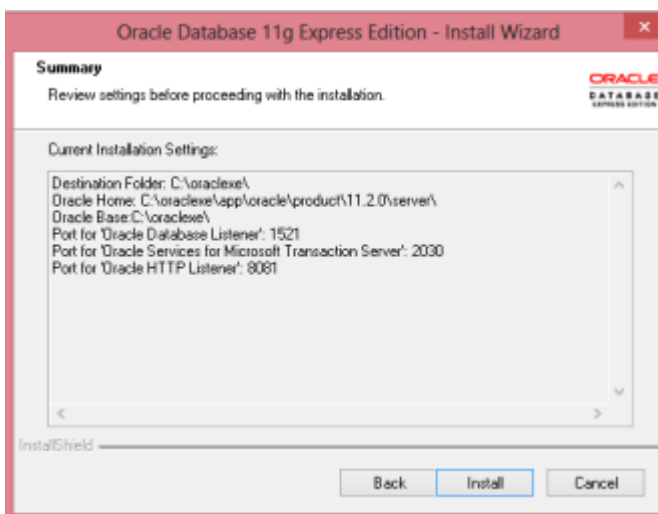 Oracle Database 11g Express Edition - Install Wizard
Summary
Review settings before proceeding with the installation.
ORACLE
DATABASE
EXPRESS EDITION
Current Installation Settings:
Destination Folder: C:\oraclexe\
Oracle Home: C:\oraclexe\app\oracle\product\11.2.0\server\
Oracle Base:C:\oraclexe\
Port for 'Oracle Database Listener': 1521
Port for 'Oracle Services for Microsoft Transaction Server': 2030
Port for 'Oracle HTTP Listener': 8081
InstallShield
Back
Install
Cancel